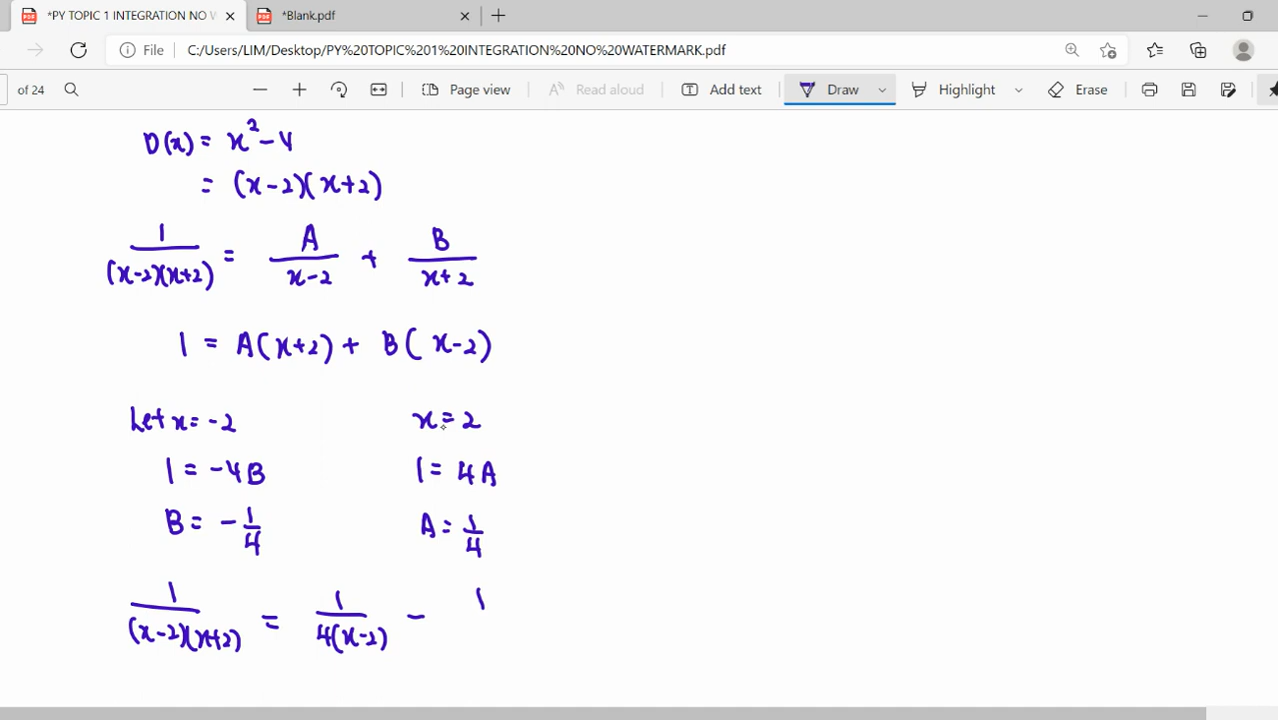 *PY TOPIC 1 INTEGRATION NO W
*Blank.pdf
File C:/Users/LIM/Desktop/PY%20TOPIC%201%20INTEGRATION%20NO%20WATERMARK.pdf
of 24 Page view Read aloud Add text Draw Highlight Erase
D(x) = x² - 4
= (x-2)(x+2)
1/((x-2)(x+2)) = A/(x-2) + B/(x+2)
1 = A(x+2) + B(x-2)
Let x = -2 x = 2
1 = -4B 1 = 4A
B = -1/4 A = 1/4
1/((x-2)(x+2)) = 1/(4(x-2)) - 1